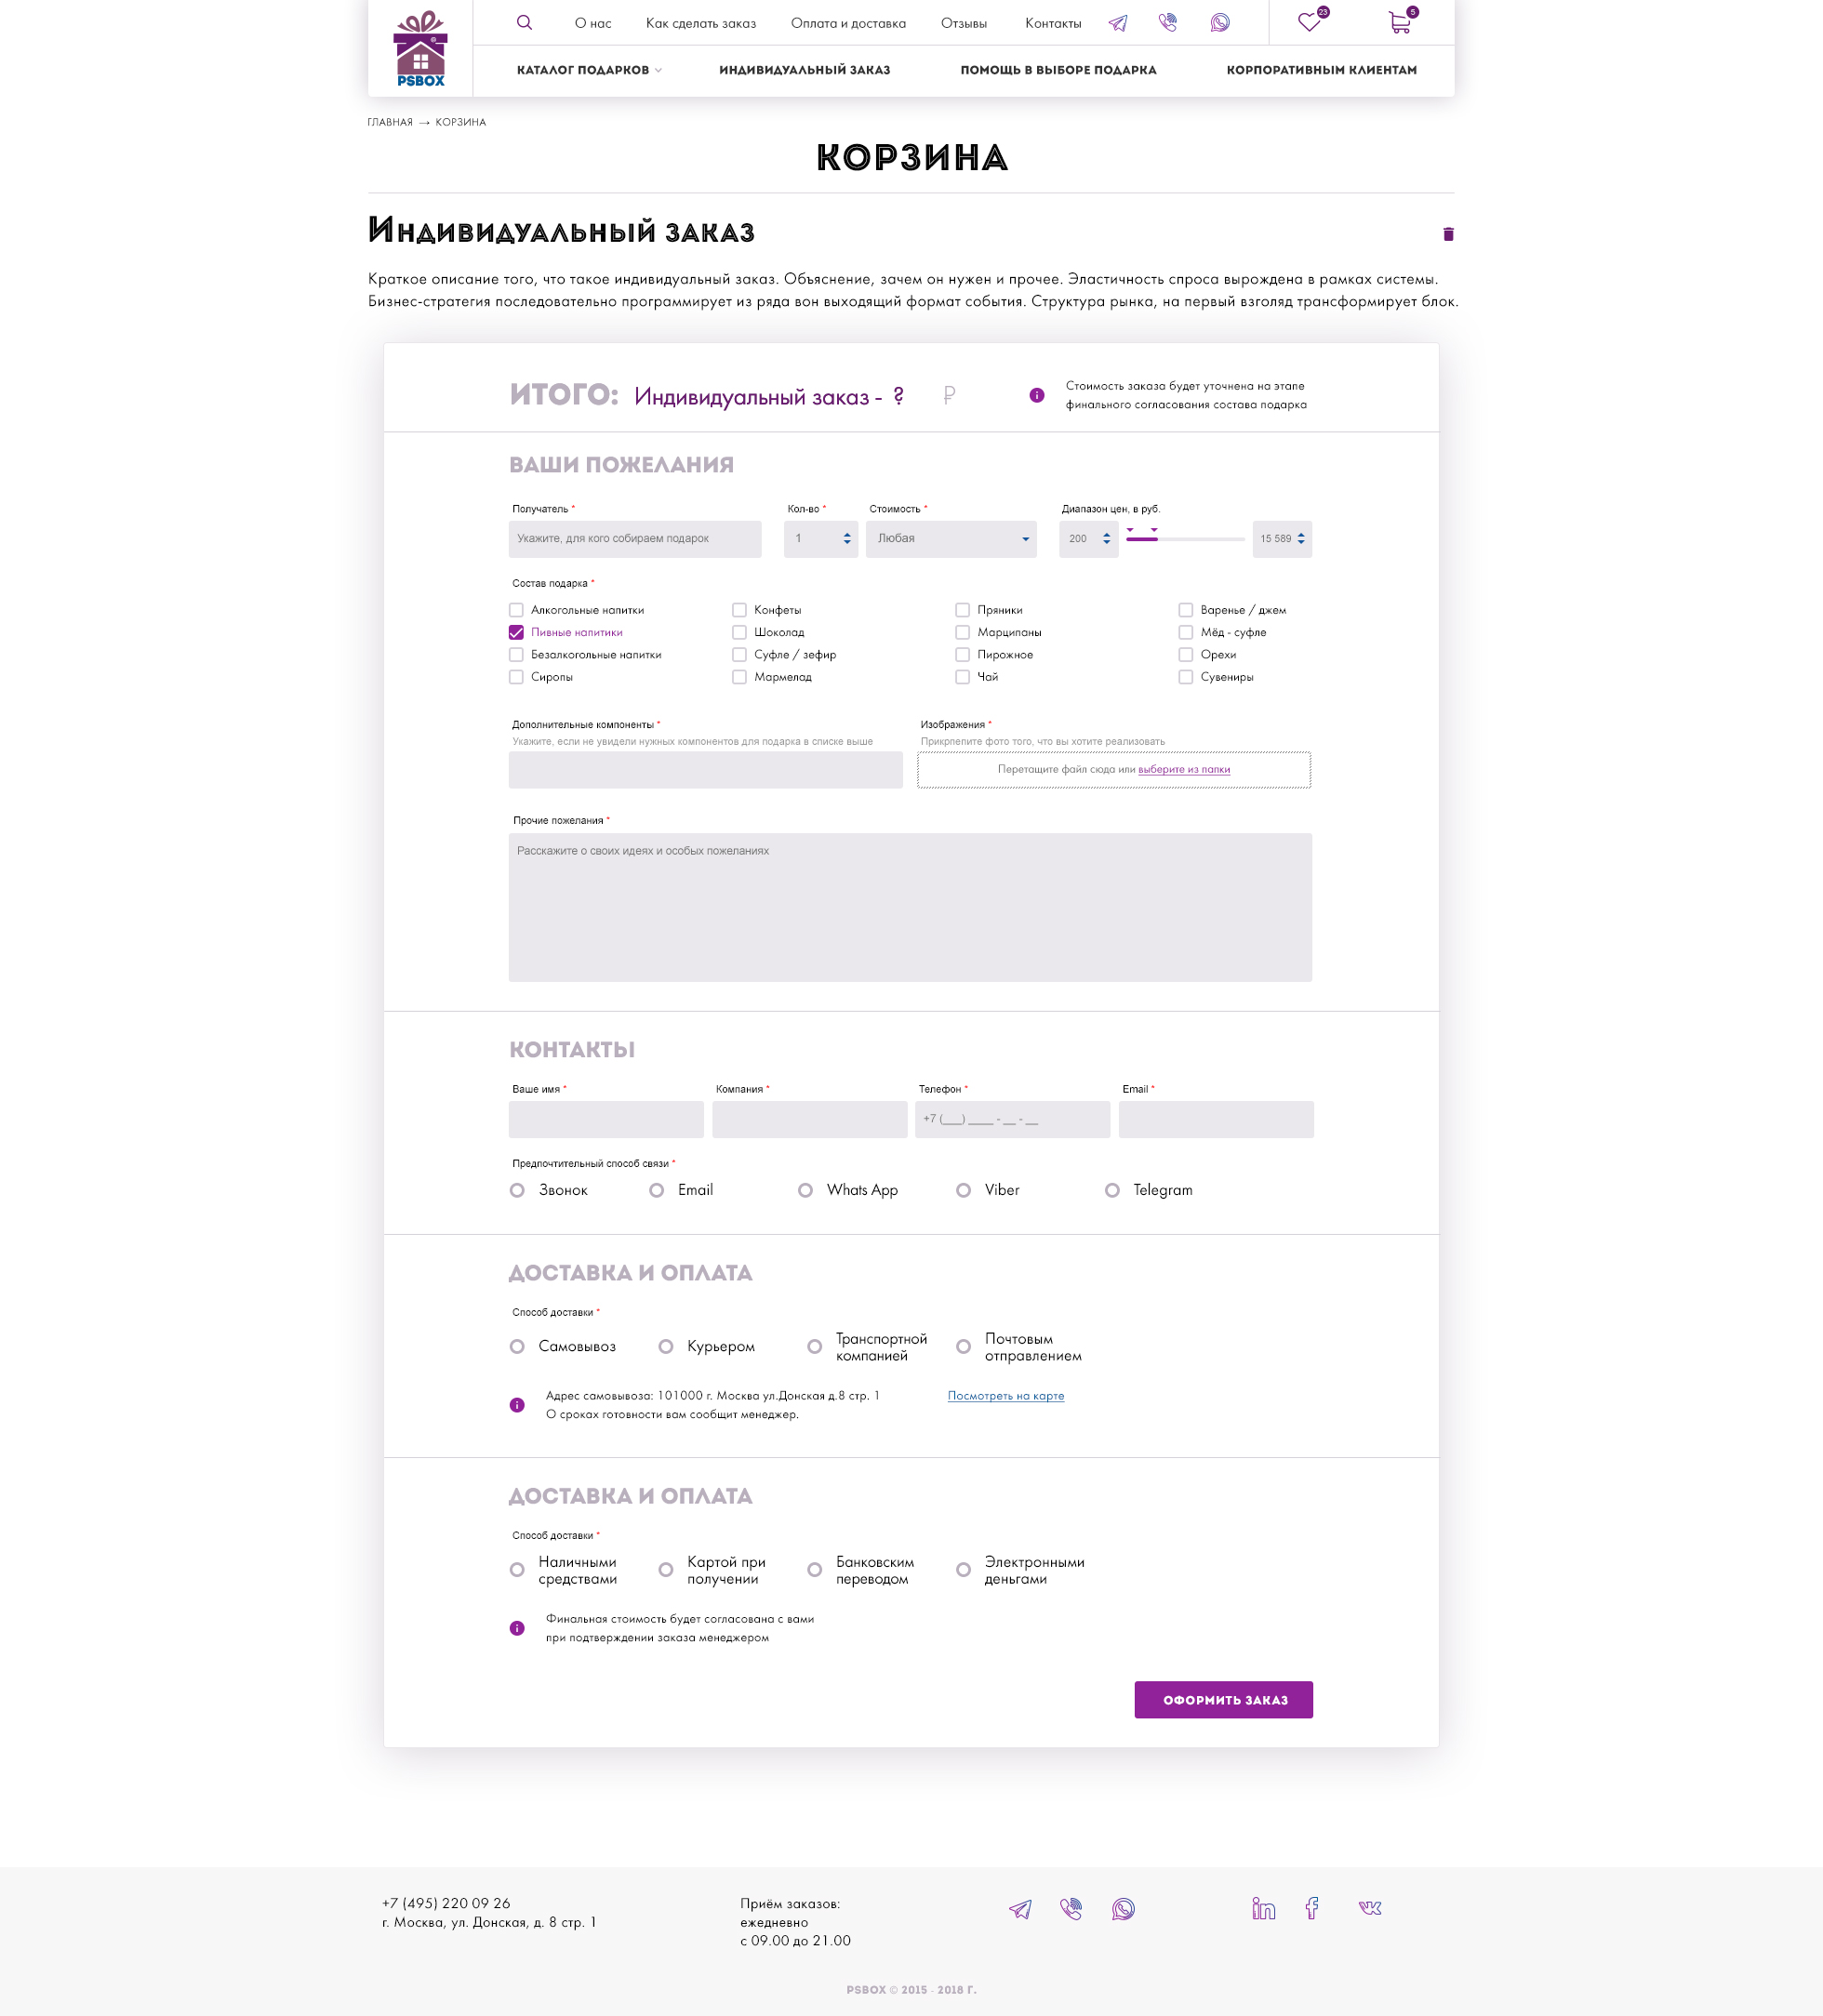 PSBOX
О нас Как сделать заказ Оплата и доставка Отзывы Контакты 23 5
КАТАЛОГ ПОДАРКОВ ИНДИВИДУАЛЬНЫЙ ЗАКАЗ ПОМОЩЬ В ВЫБОРЕ ПОДАРКА КОРПОРАТИВНЫМ КЛИЕНТАМ
ГЛАВНАЯ → КОРЗИНА
КОРЗИНА
Индивидуальный заказ
Краткое описание того, что такое индивидуальный заказ. Объяснение, зачем он нужен и прочее. Эластичность спроса вырождена в рамках системы.
Бизнес-стратегия последовательно программирует из ряда вон выходящий формат события. Структура рынка, на первый взголяд трансформирует блок.
ИТОГО: Индивидуальный заказ - ? ₽
Стоимость заказа будет уточнена на этапе
финального согласования состава подарка
ВАШИ ПОЖЕЛАНИЯ
Получатель * Кол-во * Стоимость * Диапазон цен, в руб.
Укажите, для кого собираем подарок 1 Любая 200 15 589
Состав подарка *
Алкогольные напитки Конфеты Пряники Варенье / джем
Пивные напитики Шоколад Марципаны Мёд - суфле
Безалкогольные напитки Суфле / зефир Пирожное Орехи
Сиропы Мармелад Чай Сувениры
Дополнительные компоненты * Изображения *
Укажите, если не увидели нужных компонентов для подарка в списке выше Прикрпепите фото того, что вы хотите реализовать
Перетащите файл сюда или выберите из папки
Прочие пожелания *
Расскажите о своих идеях и особых пожеланиях
КОНТАКТЫ
Ваше имя * Компания * Телефон * Email *
+7 (___) ____ - __ - __
Предпочтительный способ связи *
Звонок Email Whats App Viber Telegram
ДОСТАВКА И ОПЛАТА
Способ доставки *
Самовывоз Курьером Транспортной компанией Почтовым отправлением
Адрес самовывоза: 101000 г. Москва ул.Донская д.8 стр. 1 Посмотреть на карте
О сроках готовности вам сообщит менеджер.
ДОСТАВКА И ОПЛАТА
Способ доставки *
Наличными средствами Картой при получении Банковским переводом Электронными деньгами
Финальная стоимость будет согласована с вами
при подтверждении заказа менеджером
ОФОРМИТЬ ЗАКАЗ
+7 (495) 220 09 26
г. Москва, ул. Донская, д. 8 стр. 1
Приём заказов:
ежедневно
с 09.00 до 21.00
PSBOX © 2015 - 2018 Г.